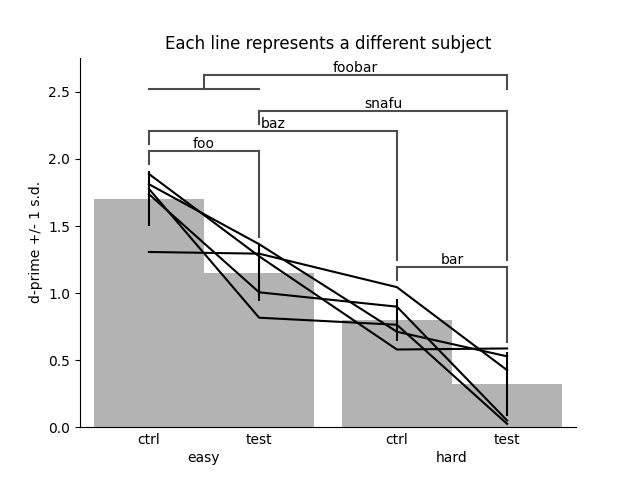 Each line represents a different subject
foobar
snafu
baz
foo
bar
d-prime +/- 1 s.d.
2.5
2.0
1.5
1.0
0.5
0.0
ctrl test ctrl test
easy hard